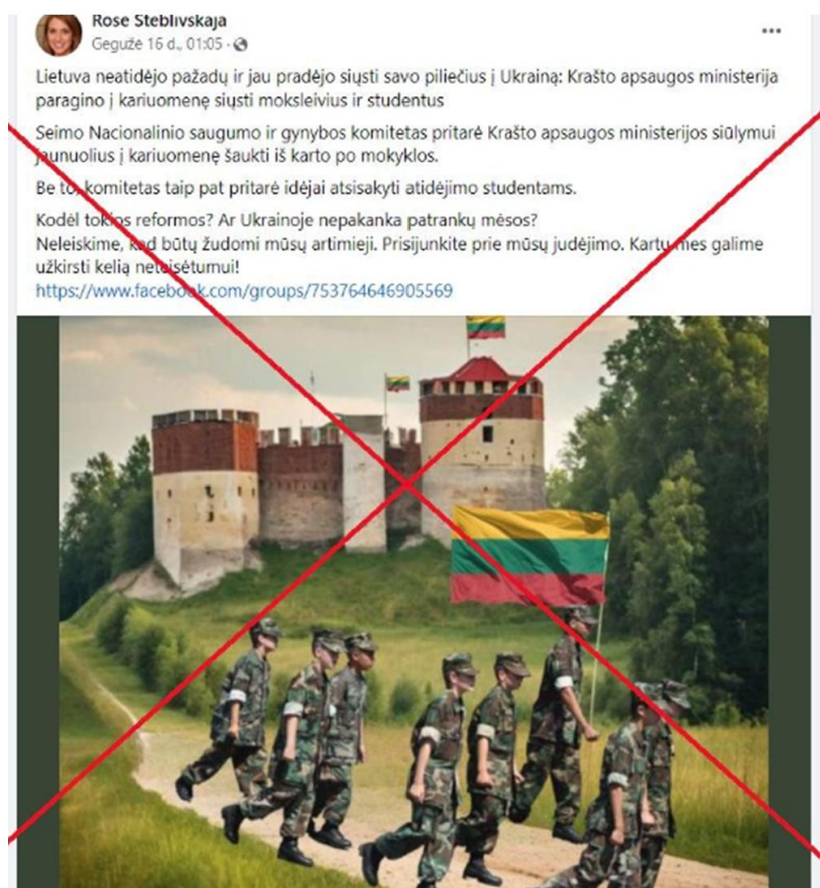 Rose Steblivskaja
Gegužė 16 d., 01:05 ·
Lietuva neatidėjo pažadų ir jau pradėjo siųsti savo piliečius į Ukrainą: Krašto apsaugos ministerija
paragino į kariuomenę siųsti moksleivius ir studentus
Seimo Nacionalinio saugumo ir gynybos komitetas pritarė Krašto apsaugos ministerijos siūlymui
jaunuolius į kariuomenę šaukti iš karto po mokyklos.
Be to, komitetas taip pat pritarė idėjai atsisakyti atidėjimo studentams.
Kodėl tokios reformos? Ar Ukrainoje nepakanka patrankų mėsos?
Neleiskime, kad būtų žudomi mūsų artimieji. Prisijunkite prie mūsų judėjimo. Kartu mes galime
užkirsti kelią neteisėtumui!
https://www.facebook.com/groups/753764646905569